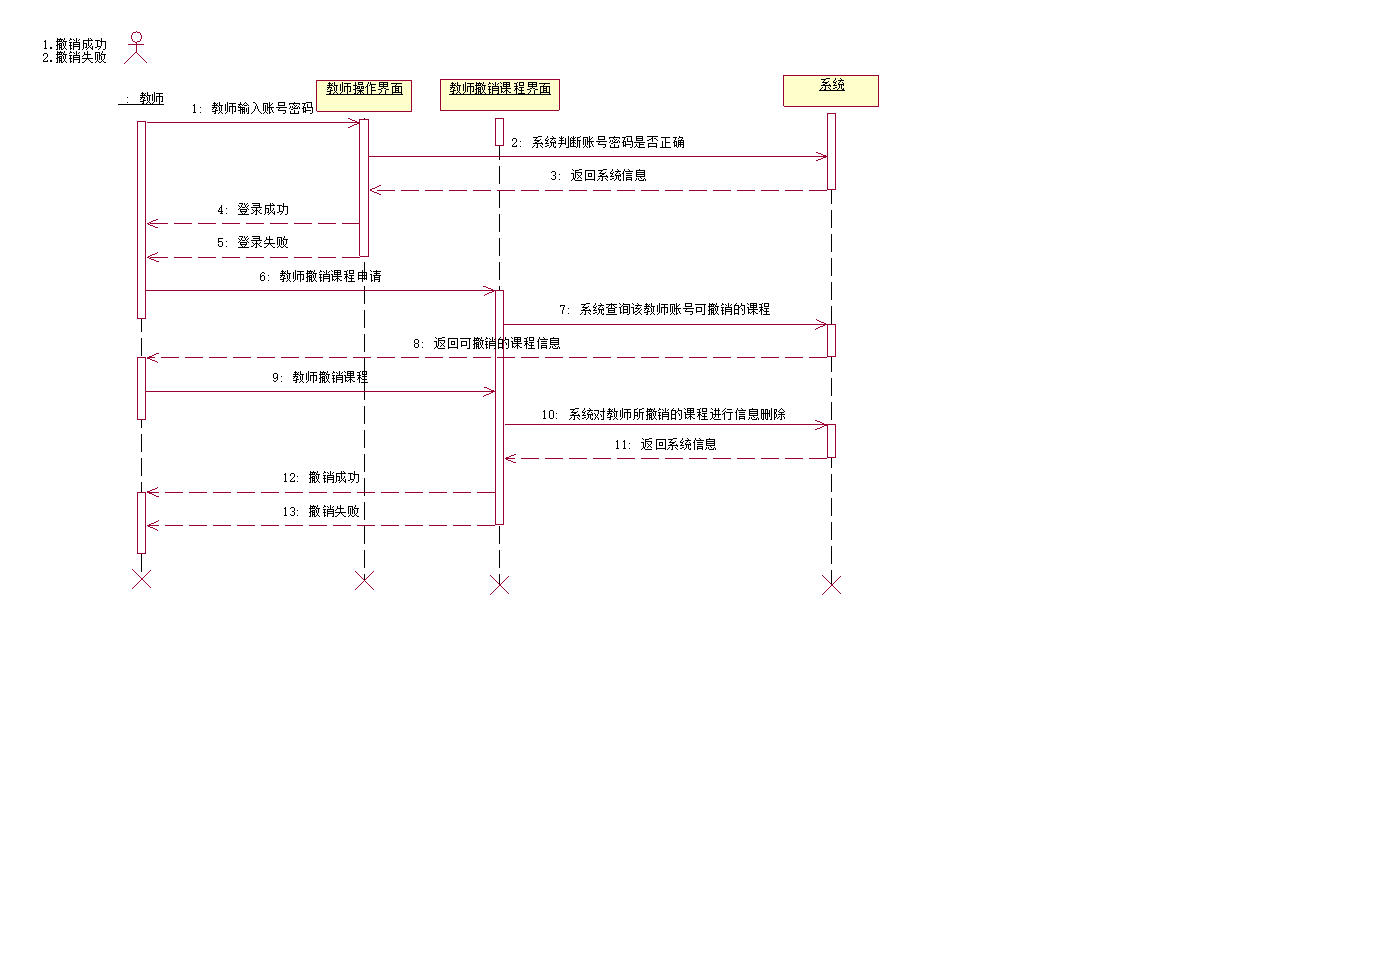 1.撤销成功
2.撤销失败
: 教师
教师操作界面
教师撤销课程界面
系统
1: 教师输入账号密码
2: 系统判断账号密码是否正确
3: 返回系统信息
4: 登录成功
5: 登录失败
6: 教师撤销课程申请
7: 系统查询该教师账号可撤销的课程
8: 返回可撤销的课程信息
9: 教师撤销课程
10: 系统对教师所撤销的课程进行信息删除
11: 返回系统信息
12: 撤销成功
13: 撤销失败